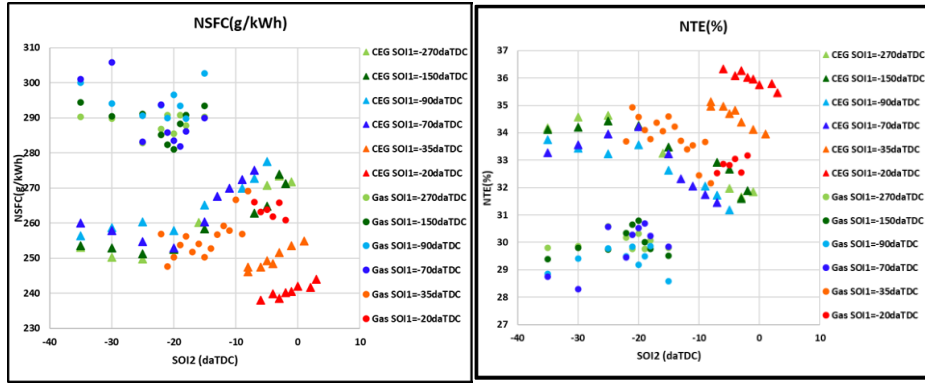 NSFC(g/kWh)
310
300
290
280
270
260
250
240
230
NSFC(g/kWh)
-40
-30
-20
-10
0
10
SOI2 (daTDC)
CEG SOI1=-270daTDC
CEG SOI1=-150daTDC
CEG SOI1=-90daTDC
CEG SOI1=-70daTDC
CEG SOI1=-35daTDC
CEG SOI1=-20daTDC
Gas SOI1=-270daTDC
Gas SOI1=-150daTDC
Gas SOI1=-90daTDC
Gas SOI1=-70daTDC
Gas SOI1=-35daTDC
Gas SOI1=-20daTDC
NTE(%)
37
36
35
34
33
32
31
30
29
28
27
NTE(%)
-40
-30
-20
-10
0
10
SOI2 (daTDC)
CEG SOI1=-270daTDC
CEG SOI1=-150daTDC
CEG SOI1=-90daTDC
CEG SOI1=-70daTDC
CEG SOI1=-35daTDC
CEG SOI1=-20daTDC
Gas SOI1=-270daTDC
Gas SOI1=-150daTDC
Gas SOI1=-90daTDC
Gas SOI1=-70daTDC
Gas SOI1=-35daTDC
Gas SOI1=-20daTDC